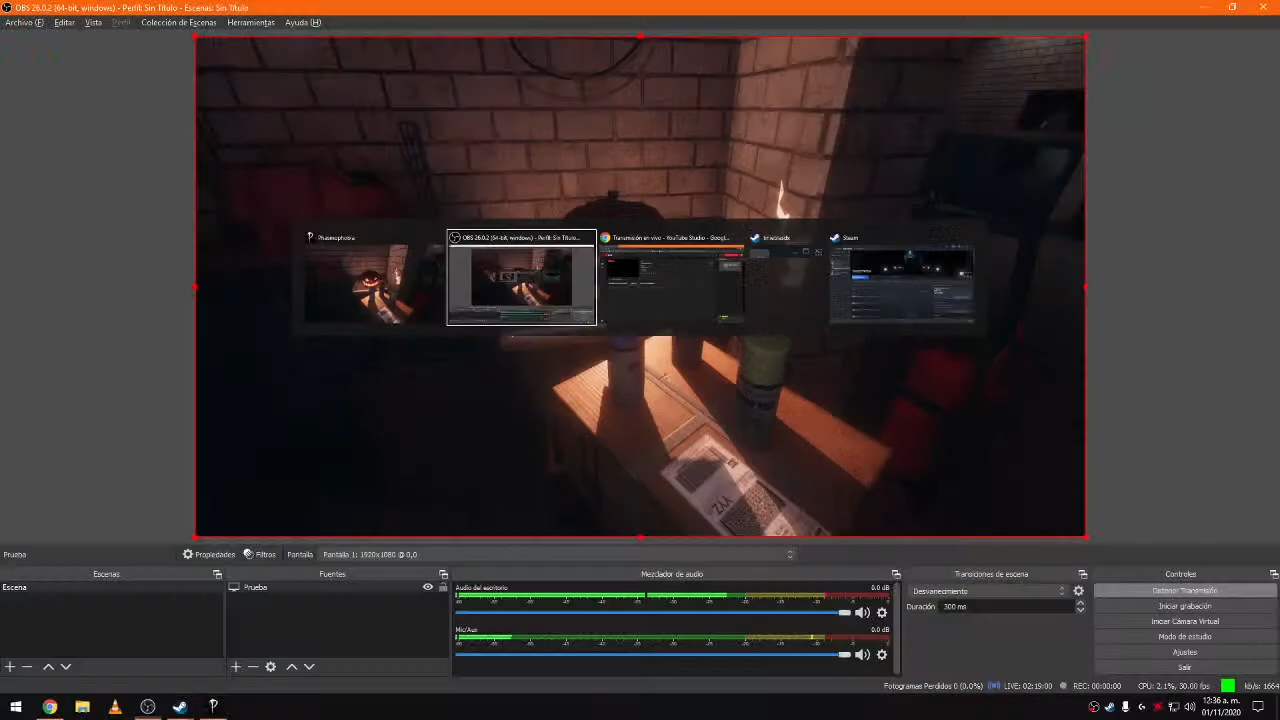 OBS 26.0.2 (64-bit, windows) - Perfil: Sin Título - Escenas: Sin Título
Archivo (F) Editar Vista Perfil Colección de Escenas Herramientas Ayuda (H)
Phasmophobia
OBS 26.0.2 (64-bit, windows) - Perfil: Sin Título...
Transmisión en vivo - YouTube Studio - Googl...
Steam
Prueba Propiedades Filtros Pantalla Pantalla 1: 1920x1080 @ 0,0
Escenas Fuentes Mezclador de audio Transiciones de escena Controles
Escena
Prueba
Audio del escritorio 0.0 dB
Mic/Aux 0.0 dB
Desvanecimiento
Duración 300 ms
Detener Transmisión
Iniciar grabación
Iniciar Cámara Virtual
Modo de estudio
Ajustes
Salir
Fotogramas Perdidos 0 (0.0%) LIVE: 02:19:00 REC: 00:00:00 CPU: 2.1%, 30.00 fps kb/s: 1664
12:36 a. m.
01/11/2020